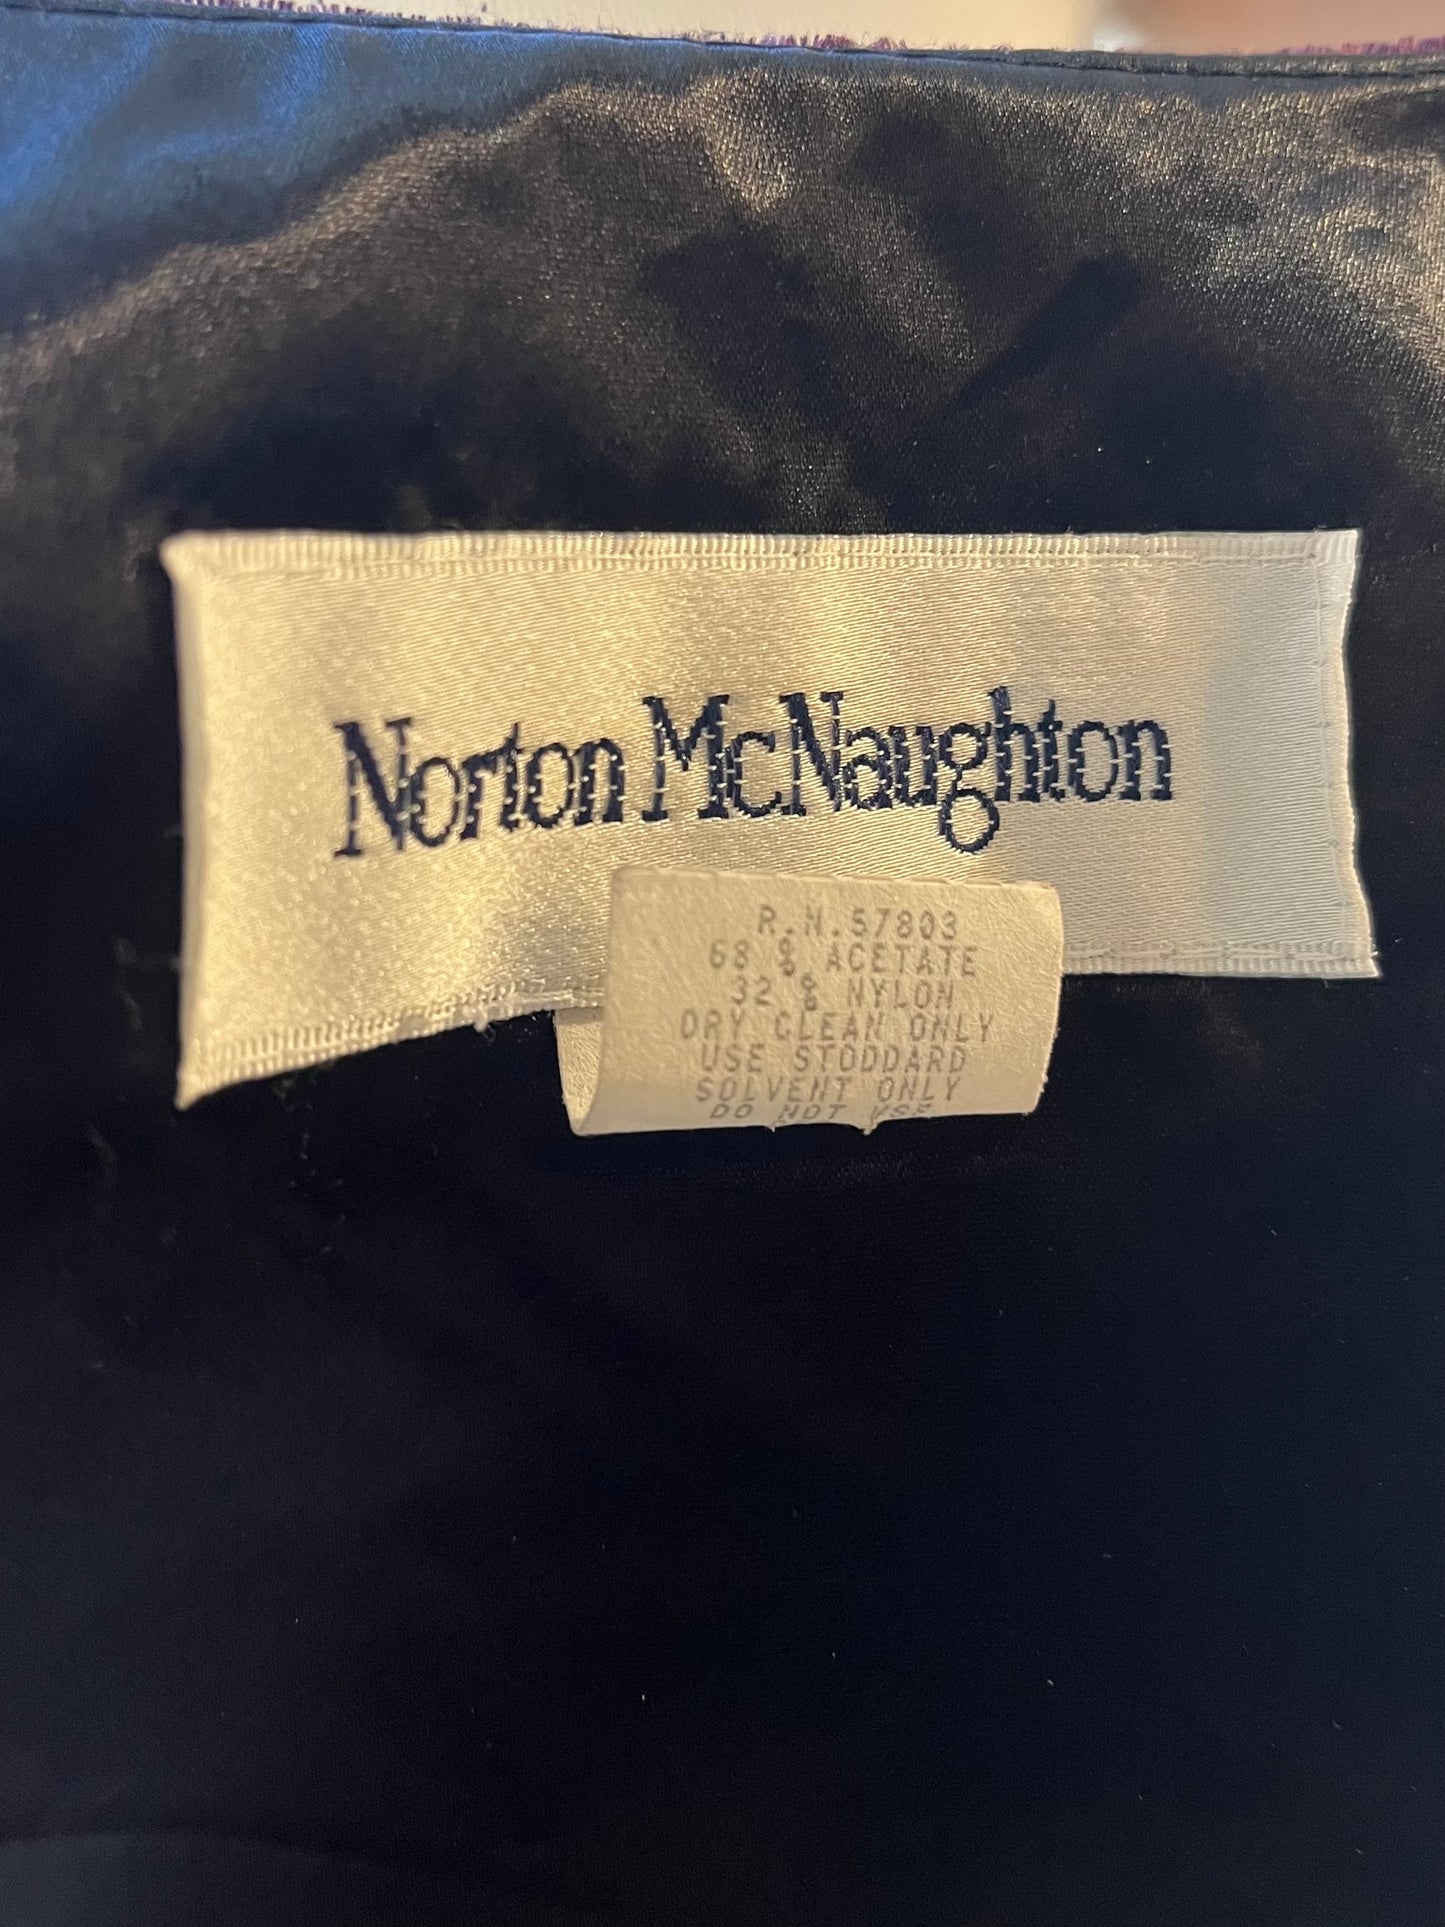 Norton McNaughton
R.N.57803
68 % ACETATE
32 % NYLON
DRY CLEAN ONLY
USE STODDARD
SOLVENT ONLY
DO NOT USE